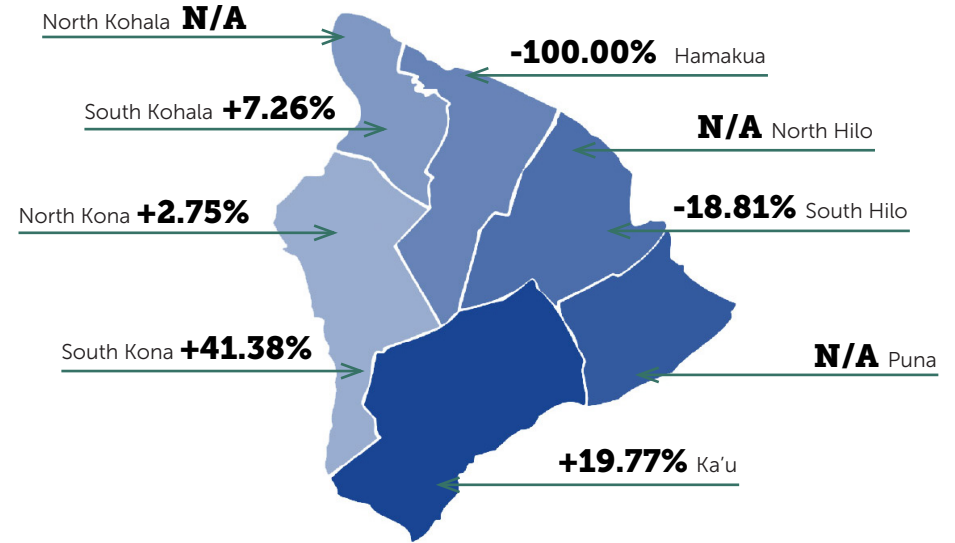 North Kohala N/A
-100.00% Hamakua
South Kohala +7.26%
N/A North Hilo
North Kona +2.75%
-18.81% South Hilo
South Kona +41.38%
N/A Puna
+19.77% Ka’u